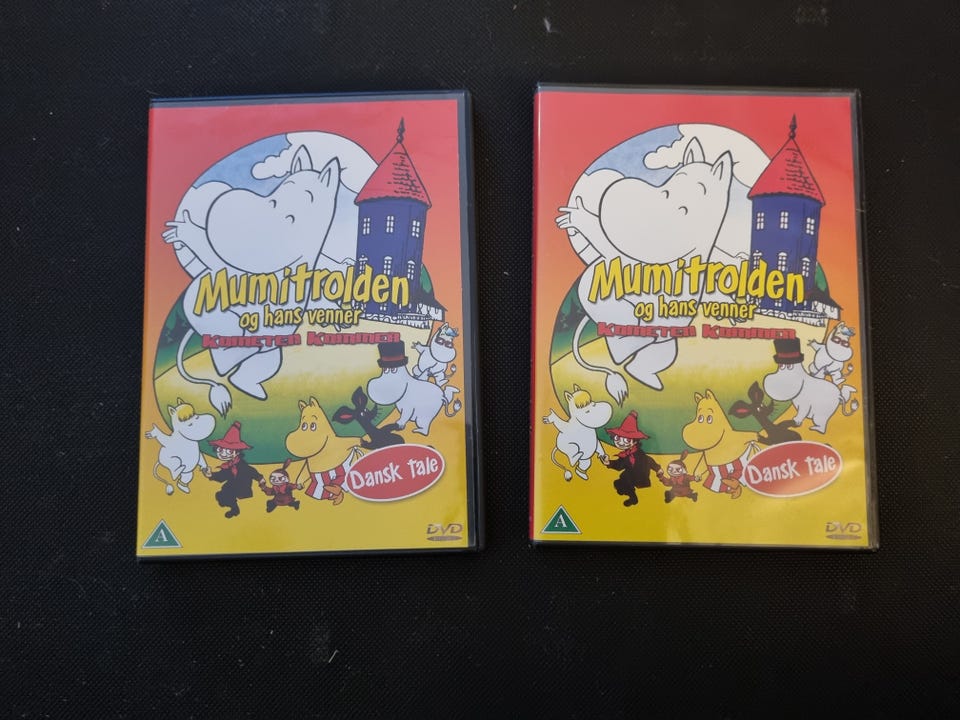 Mumitrolden
og hans venner
Kometen Kommer
Dansk tale
A
DVD
Mumitrolden
og hans venner
Kometen Kommer
Dansk tale
A
DVD